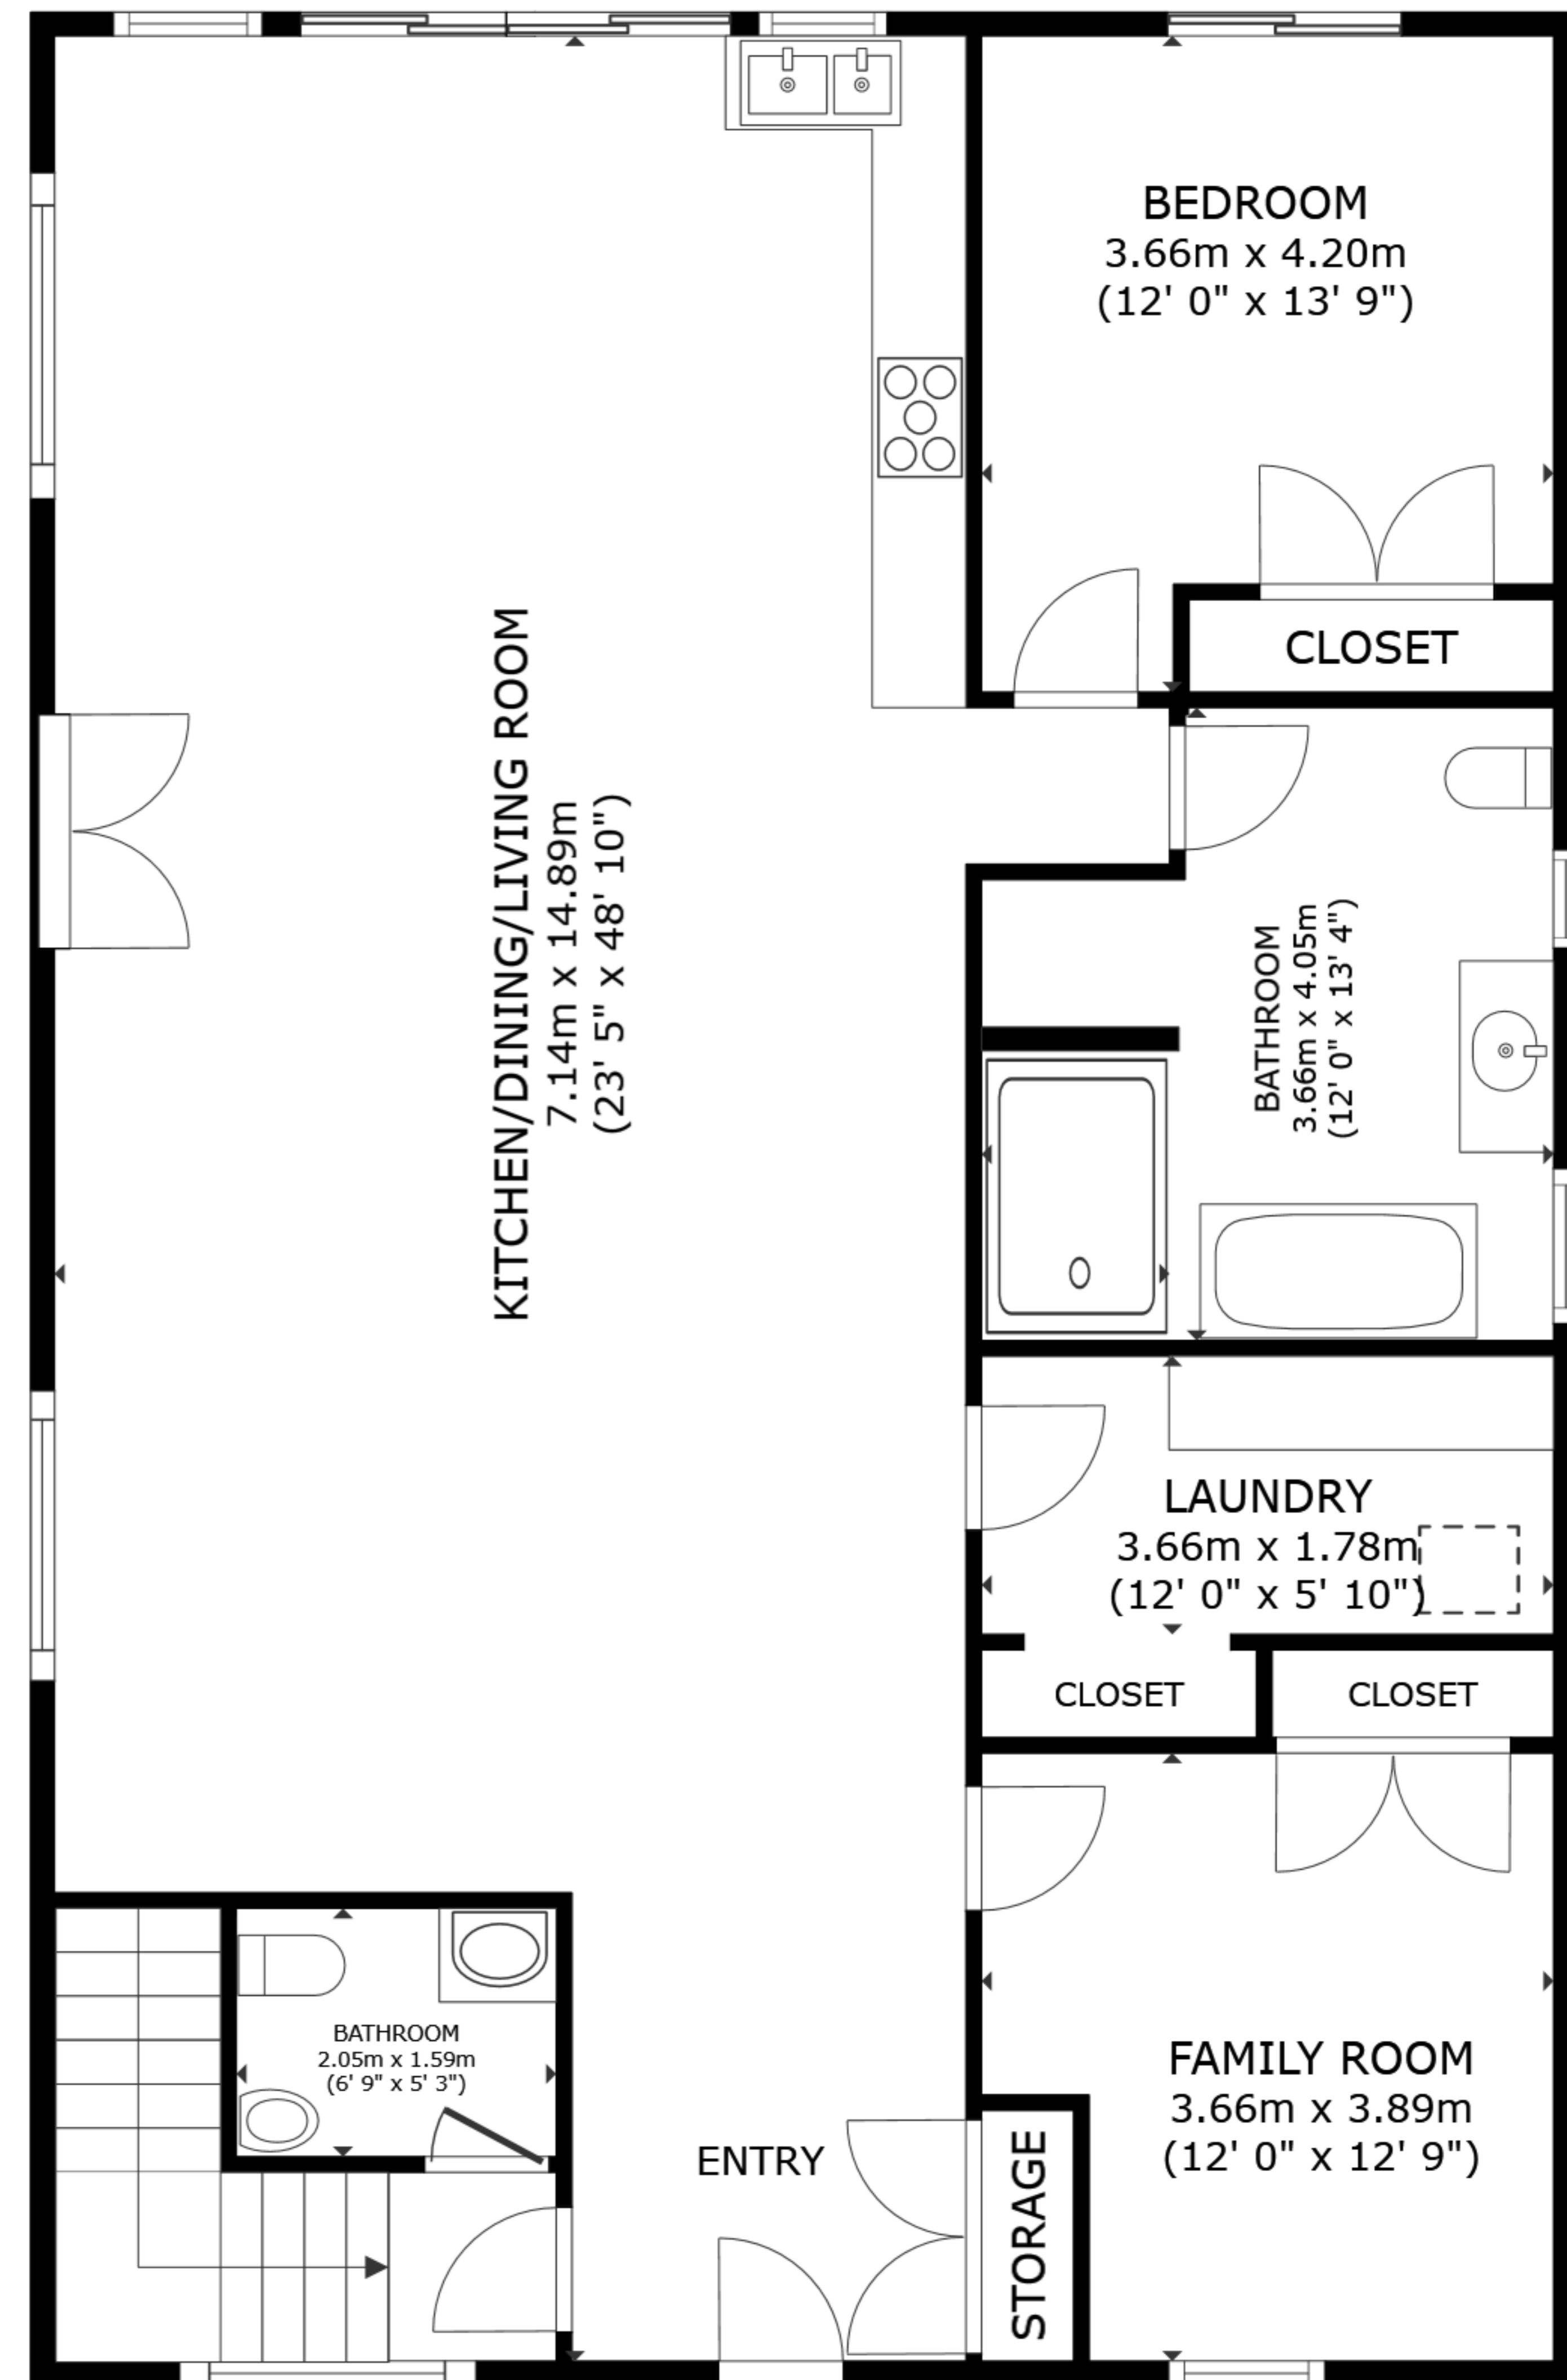 BEDROOM
3.66m x 4.20m
(12' 0" x 13' 9")
CLOSET
KITCHEN/DINING/LIVING ROOM
7.14m x 14.89m
(23' 5" x 48' 10")
BATHROOM
3.66m x 4.05m
(12' 0" x 13' 4")
LAUNDRY
3.66m x 1.78m
(12' 0" x 5' 10")
CLOSET
CLOSET
BATHROOM
2.05m x 1.59m
(6' 9" x 5' 3")
ENTRY
STORAGE
FAMILY ROOM
3.66m x 3.89m
(12' 0" x 12' 9")